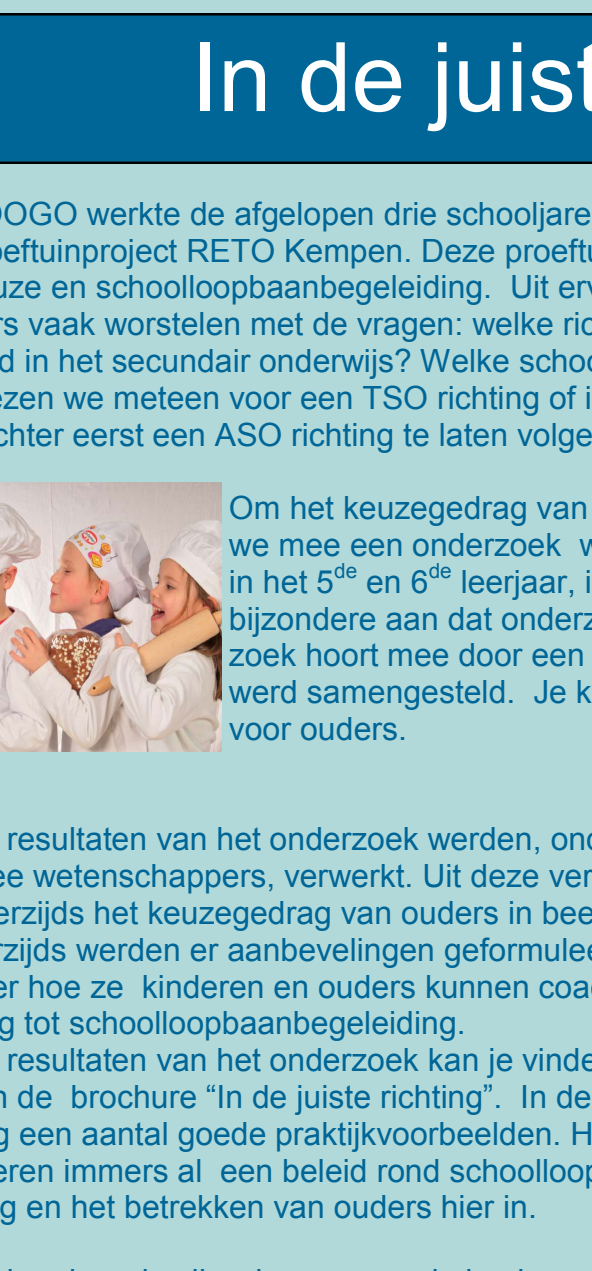 In de juist
OGO werkte de afgelopen drie schooljare
eftuinproject RETO Kempen. Deze proeftu
uze en schoolloopbaanbegeleiding. Uit erv
rs vaak worstelen met de vragen: welke ric
d in het secundair onderwijs? Welke schoo
ezen we meteen voor een TSO richting of i
chter eerst een ASO richting te laten volge
Om het keuzegedrag van
we mee een onderzoek w
in het 5de en 6de leerjaar, i
bijzondere aan dat onderz
zoek hoort mee door een
werd samengesteld. Je k
voor ouders.
resultaten van het onderzoek werden, ond
ee wetenschappers, verwerkt. Uit deze ver
erzijds het keuzegedrag van ouders in bee
rzijds werden er aanbevelingen geformulee
er hoe ze kinderen en ouders kunnen coac
g tot schoolloopbaanbegeleiding.
resultaten van het onderzoek kan je vinde
n de brochure “In de juiste richting”. In de
g een aantal goede praktijkvoorbeelden. H
eren immers al een beleid rond schoolloop
g en het betrekken van ouders hier in.